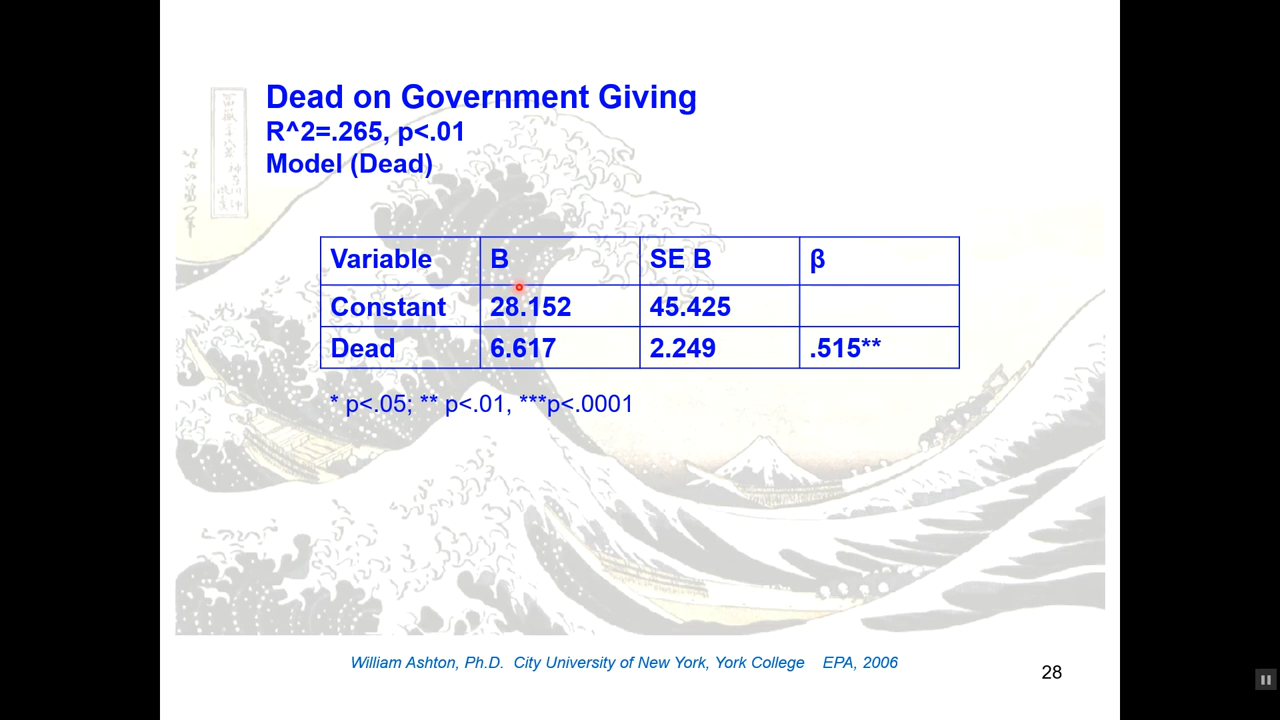 Dead on Government Giving
R^2=.265, p<.01
Model (Dead)
Variable B SE B β
Constant 28.152 45.425
Dead 6.617 2.249 .515**
* p<.05; ** p<.01, ***p<.0001
William Ashton, Ph.D. City University of New York, York College EPA, 2006
28